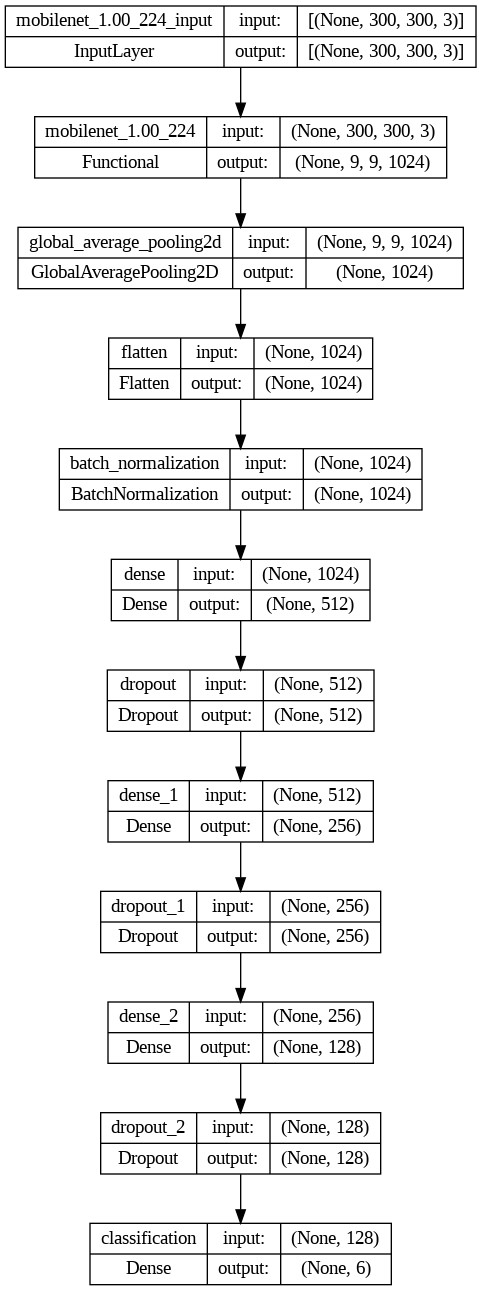 mobilenet_1.00_224_input input: [(None, 300, 300, 3)]
InputLayer output: [(None, 300, 300, 3)]
mobilenet_1.00_224 input: (None, 300, 300, 3)
Functional output: (None, 9, 9, 1024)
global_average_pooling2d input: (None, 9, 9, 1024)
GlobalAveragePooling2D output: (None, 1024)
flatten input: (None, 1024)
Flatten output: (None, 1024)
batch_normalization input: (None, 1024)
BatchNormalization output: (None, 1024)
dense input: (None, 1024)
Dense output: (None, 512)
dropout input: (None, 512)
Dropout output: (None, 512)
dense_1 input: (None, 512)
Dense output: (None, 256)
dropout_1 input: (None, 256)
Dropout output: (None, 256)
dense_2 input: (None, 256)
Dense output: (None, 128)
dropout_2 input: (None, 128)
Dropout output: (None, 128)
classification input: (None, 128)
Dense output: (None, 6)